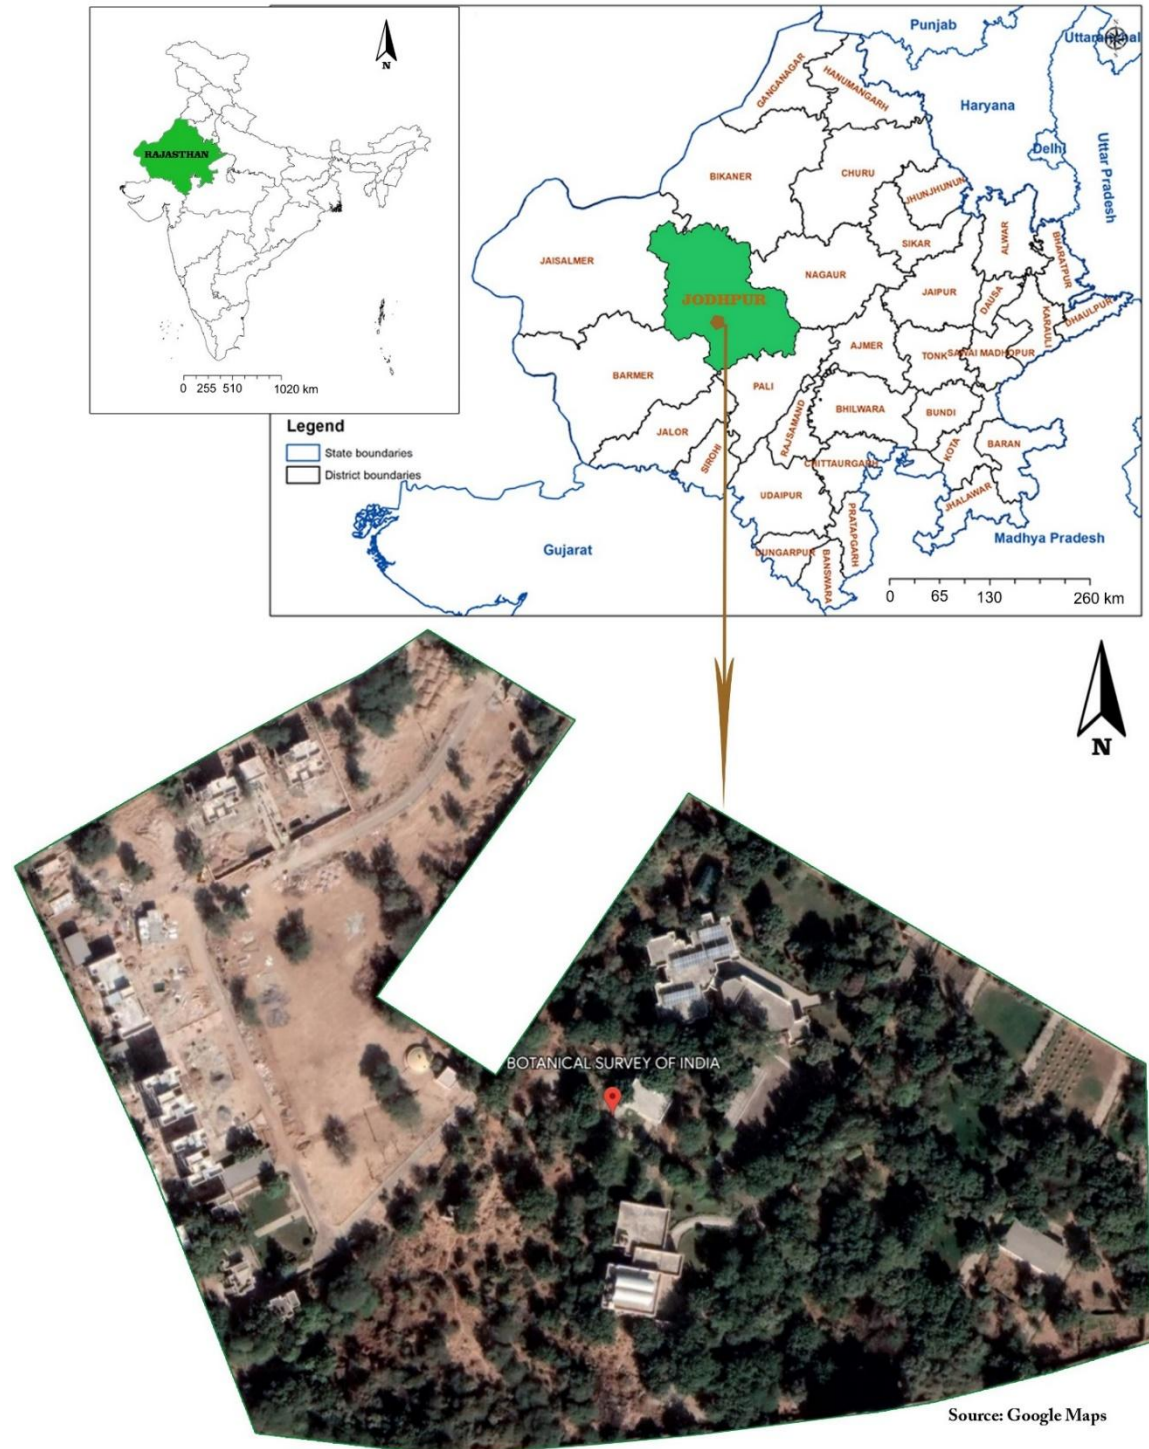 N
RAJASTHAN
0 255 510 1020 km
Punjab
Uttaranchal
GANGANAGAR
HANUMANGARH
Haryana
Delhi
Uttar Pradesh
BIKANER
CHURU
JHUNJHUNUN
SIKAR
ALWAR
BHARATPUR
JAISALMER
NAGAUR
JAIPUR
DAUSA
DHAULPUR
JODHPUR
KARAULI
AJMER
TONK
SAWAI MADHOPUR
BARMER
PALI
RAJSAMAND
BHILWARA
BUNDI
JALOR
SIROHI
KOTA
BARAN
CHITTAURGARH
UDAIPUR
JHALAWAR
PRATAPGARH
Madhya Pradesh
Gujarat
DUNGARPUR
BANSWARA
0 65 130 260 km
Legend
State boundaries
District boundaries
N
BOTANICAL SURVEY OF INDIA
Source: Google Maps